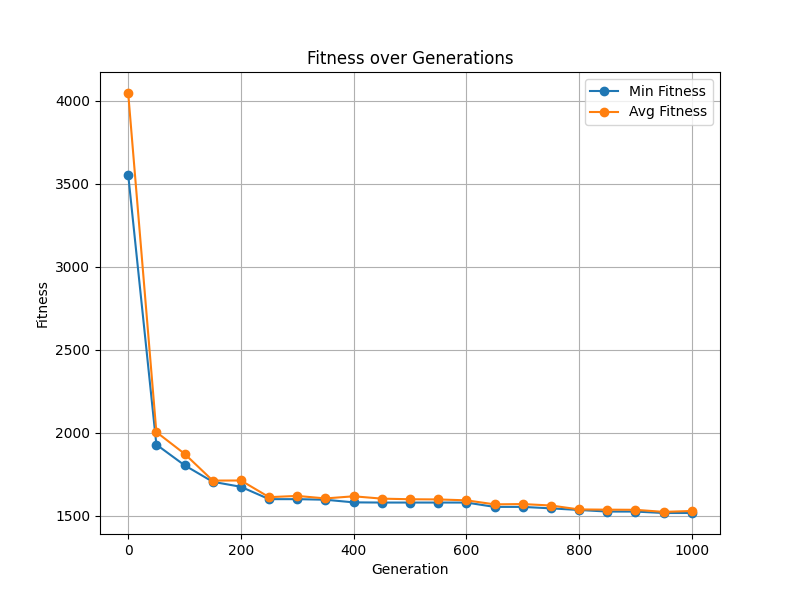 Fitness over Generations
Min Fitness
Avg Fitness
4000
3500
3000
2500
2000
1500
Fitness
0 200 400 600 800 1000
Generation